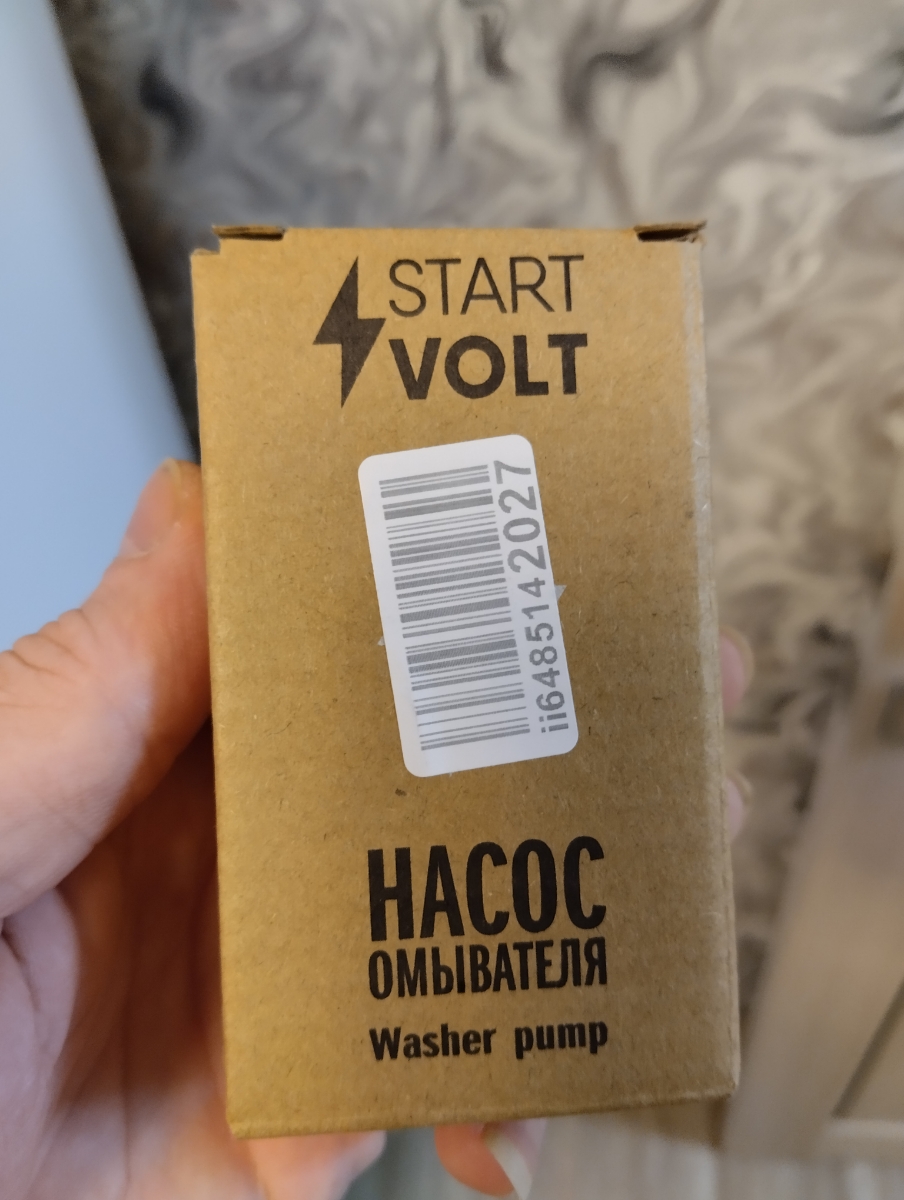 START
VOLT
ii6485142027
НАСОС
ОМЫВАТЕЛЯ
Washer pump